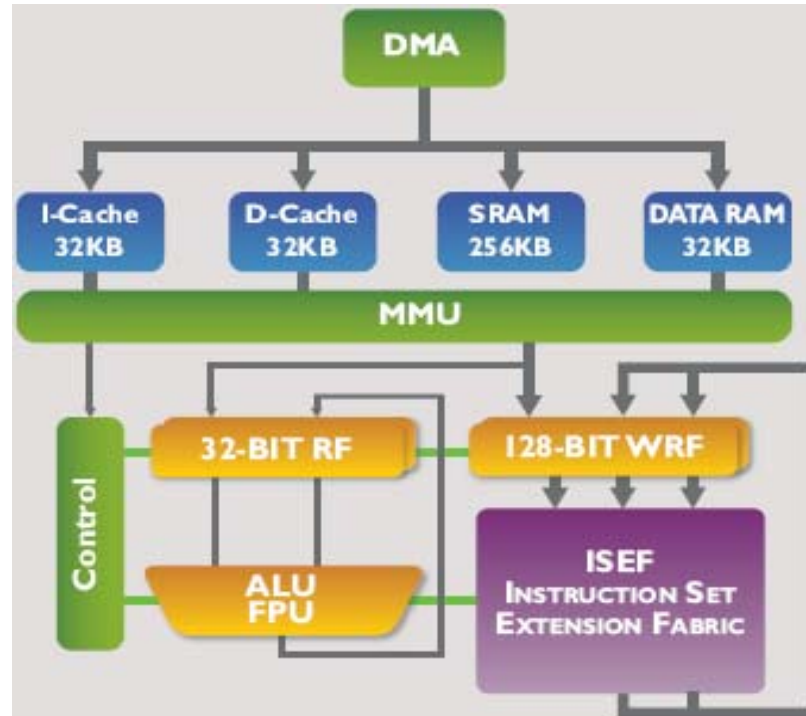 DMA
I-Cache
32KB
D-Cache
32KB
SRAM
256KB
DATA RAM
32KB
MMU
Control
32-BIT RF
128-BIT WRF
ALU
FPU
ISEF
INSTRUCTION SET
EXTENSION FABRIC